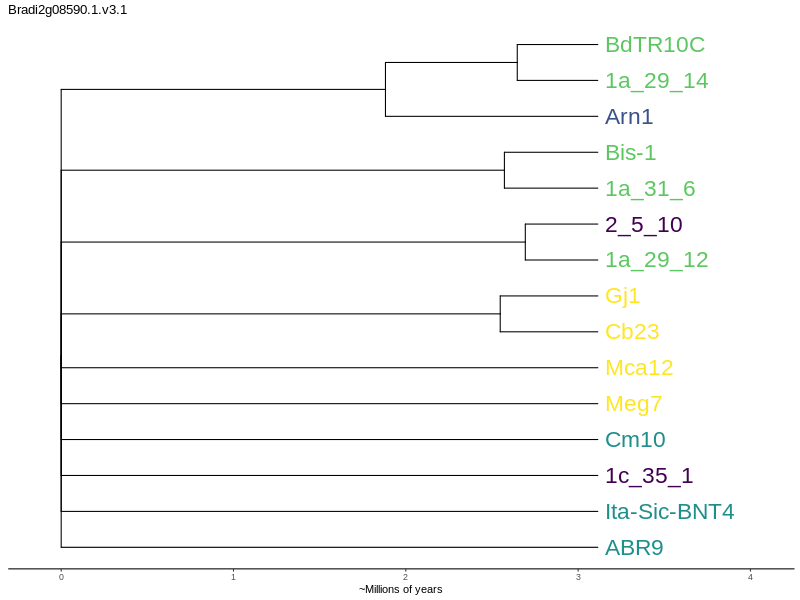 Bradi2g08590.1.v3.1
BdTR10C
1a_29_14
Arn1
Bis-1
1a_31_6
2_5_10
1a_29_12
Gj1
Cb23
Mca12
Meg7
Cm10
1c_35_1
Ita-Sic-BNT4
ABR9
0 1 2 3 4
~Millions of years